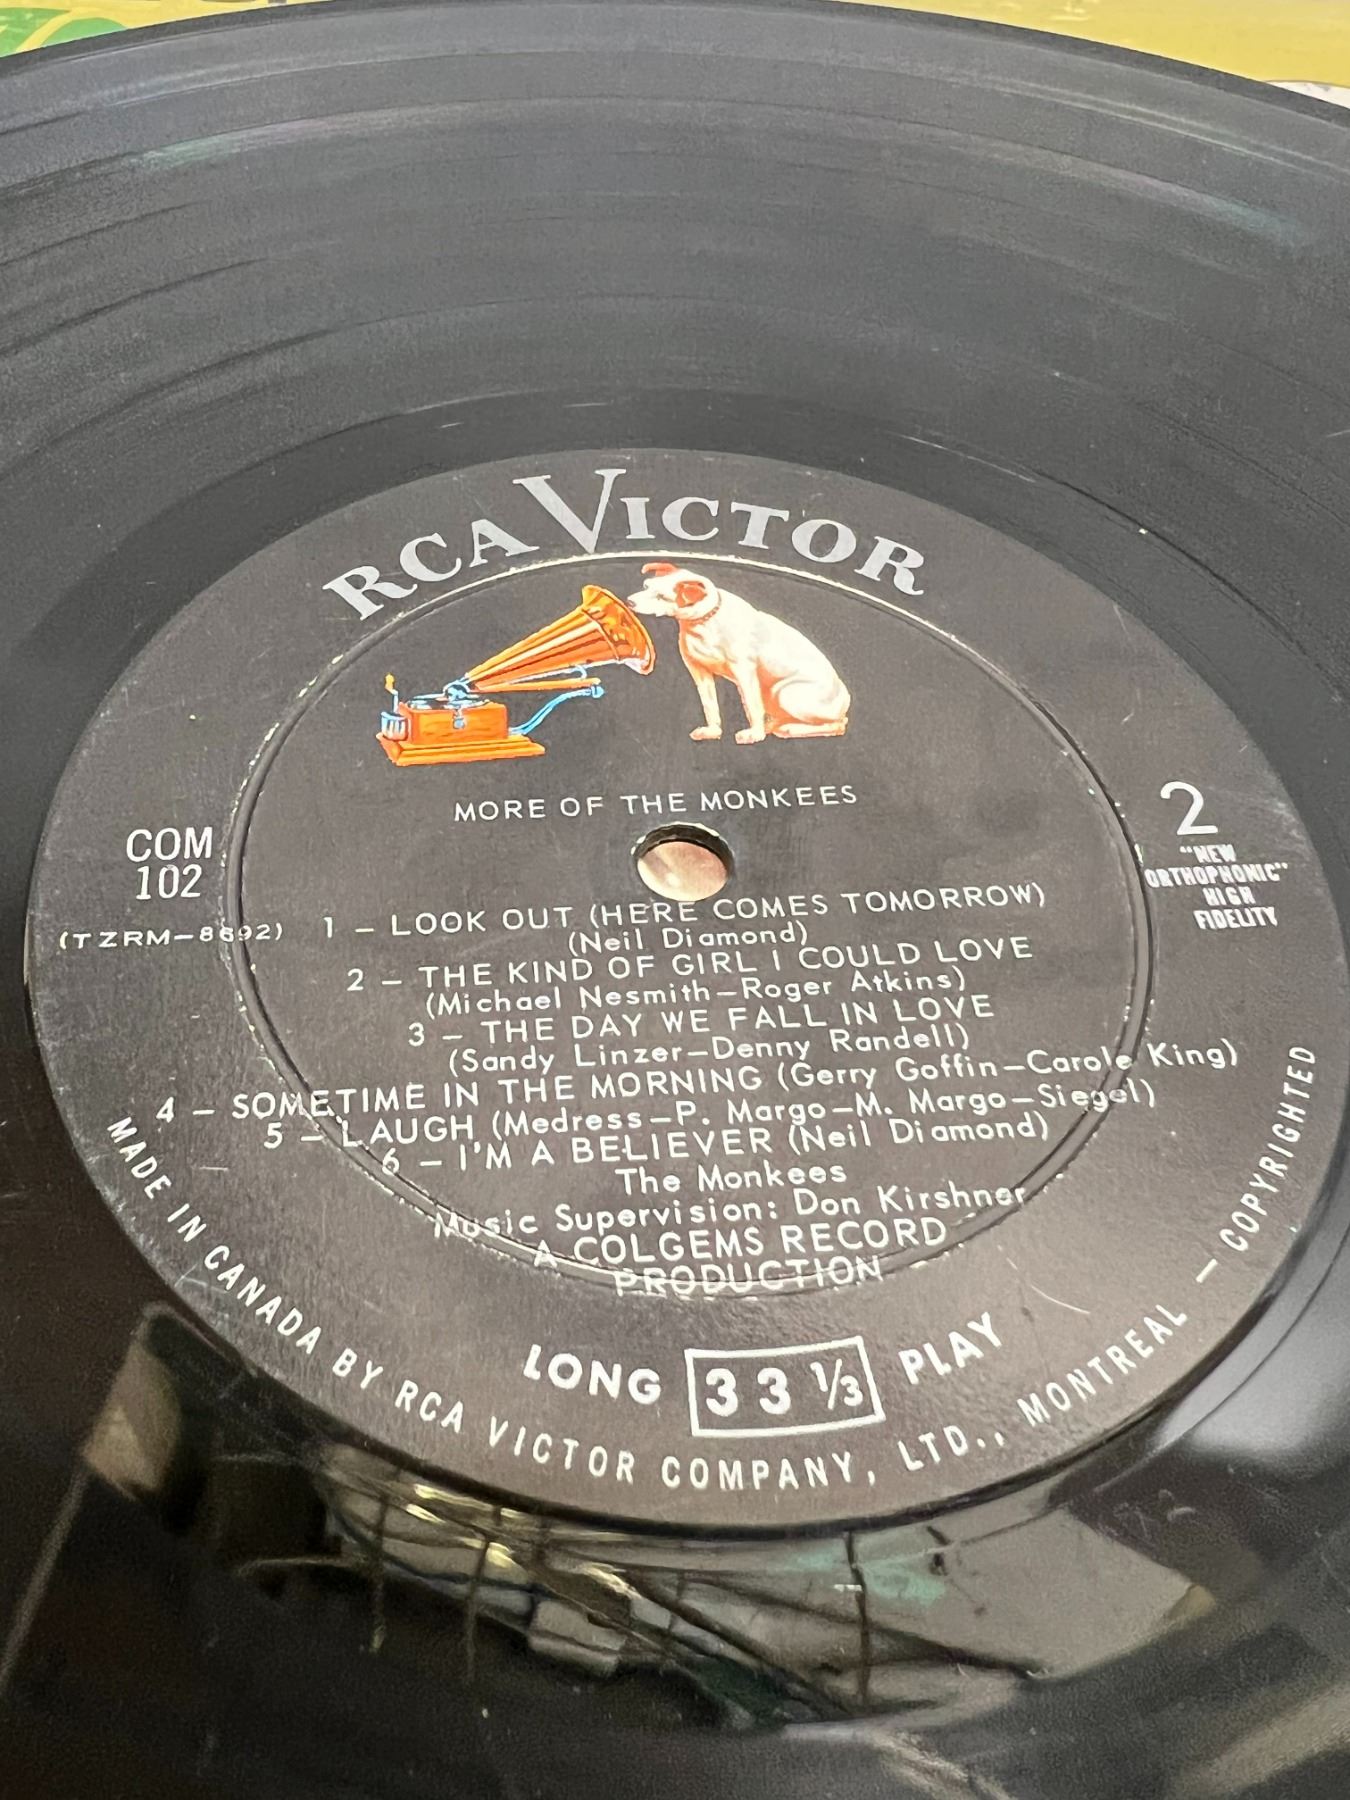 RCA VICTOR
MORE OF THE MONKEES
COM
102
(TZRM-8692)
2
"NEW
ORTHOPHONIC"
HIGH
FIDELITY
1 - LOOK OUT (HERE COMES TOMORROW)
(Neil Diamond)
2 - THE KIND OF GIRL I COULD LOVE
(Michael Nesmith-Roger Atkins)
3 - THE DAY WE FALL IN LOVE
(Sandy Linzer-Denny Randell)
4 - SOMETIME IN THE MORNING (Gerry Goffin-Carole King)
5 - LAUGH (Medress-P. Margo-M. Margo-Siegel)
6 - I'M A BELIEVER (Neil Diamond)
The Monkees
Music Supervision: Don Kirshner
A COLGEMS RECORD
PRODUCTION
LONG 33 1/3 PLAY
MADE IN CANADA BY RCA VICTOR COMPANY, LTD., MONTREAL - COPYRIGHTED